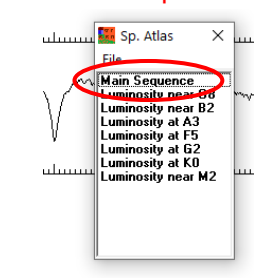 Sp. Atlas
File
Main Sequence
Luminosity near B2
Luminosity at A3
Luminosity at F5
Luminosity at G2
Luminosity at K0
Luminosity near M2